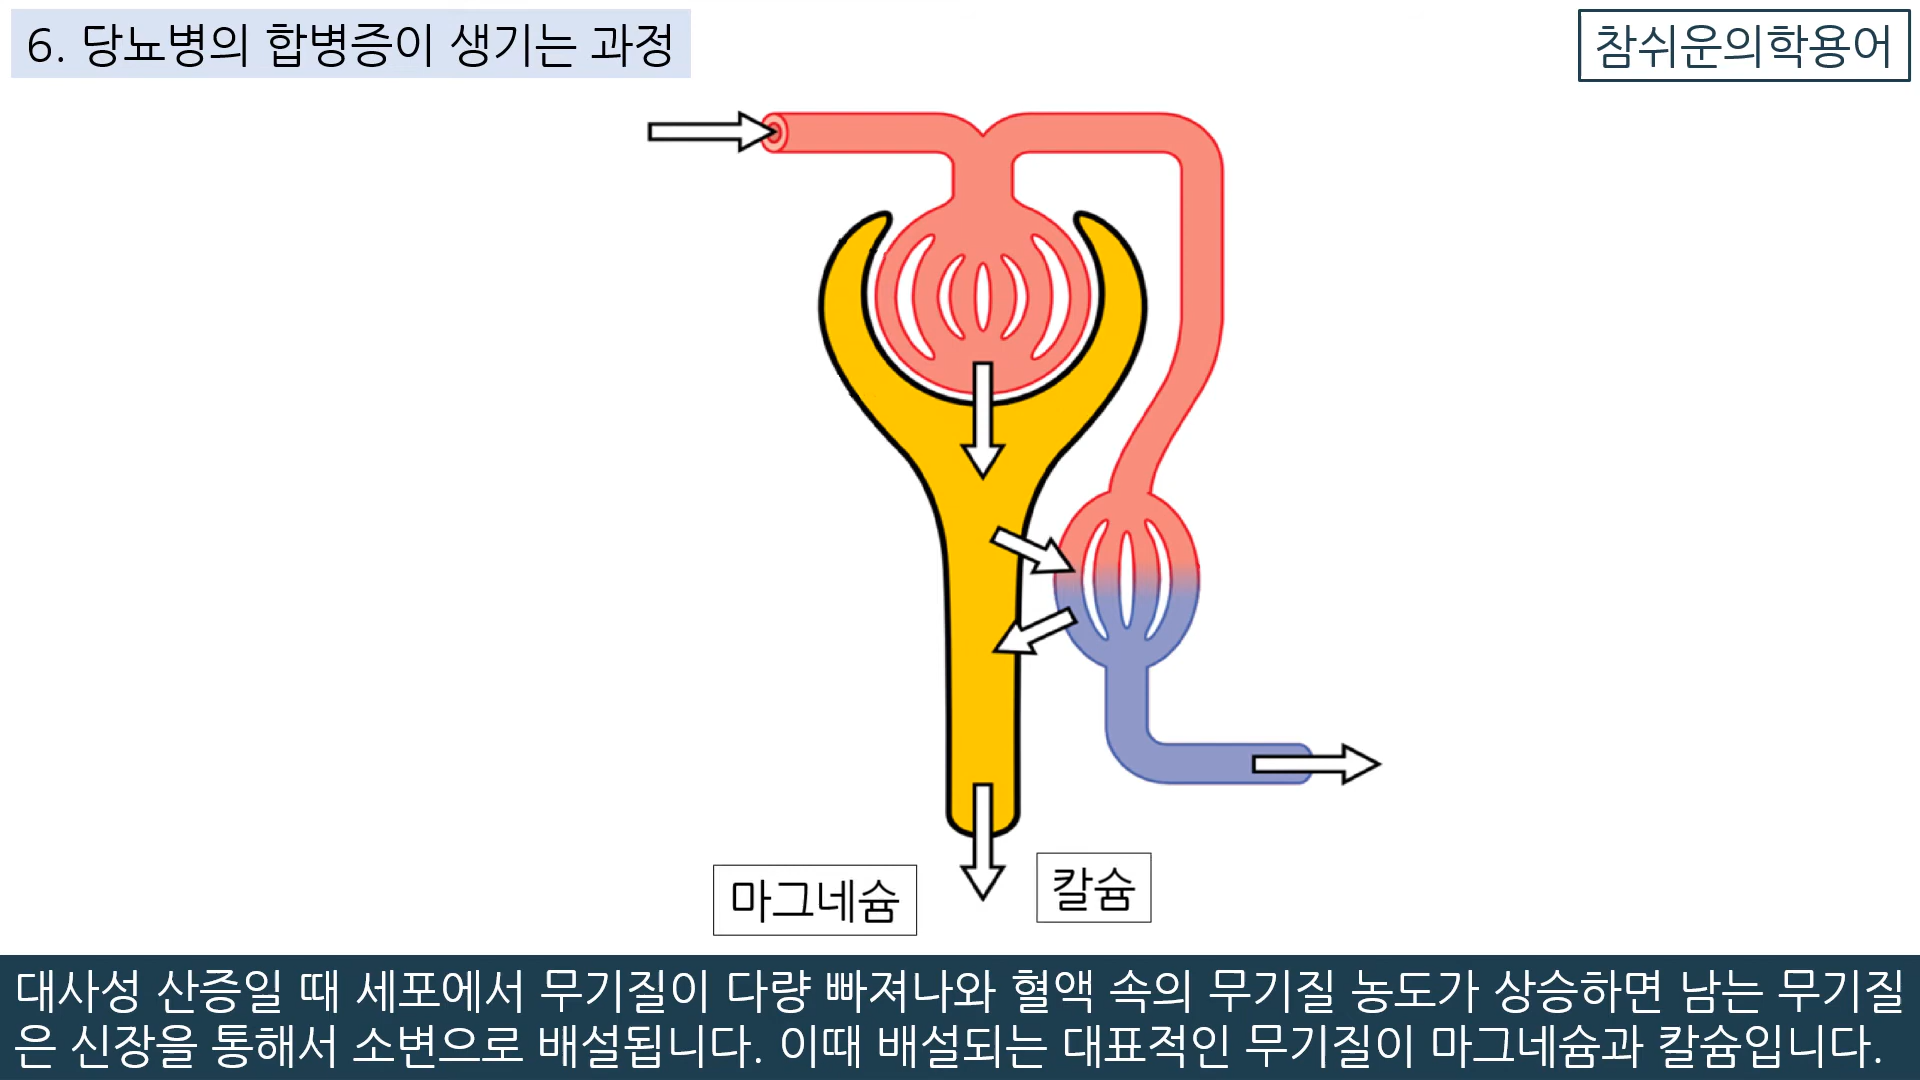 6. 당뇨병의 합병증이 생기는 과정
참쉬운의학용어
마그네슘
칼슘
대사성 산증일 때 세포에서 무기질이 다량 빠져나와 혈액 속의 무기질 농도가 상승하면 남는 무기질
은 신장을 통해서 소변으로 배설됩니다. 이때 배설되는 대표적인 무기질이 마그네슘과 칼슘입니다.